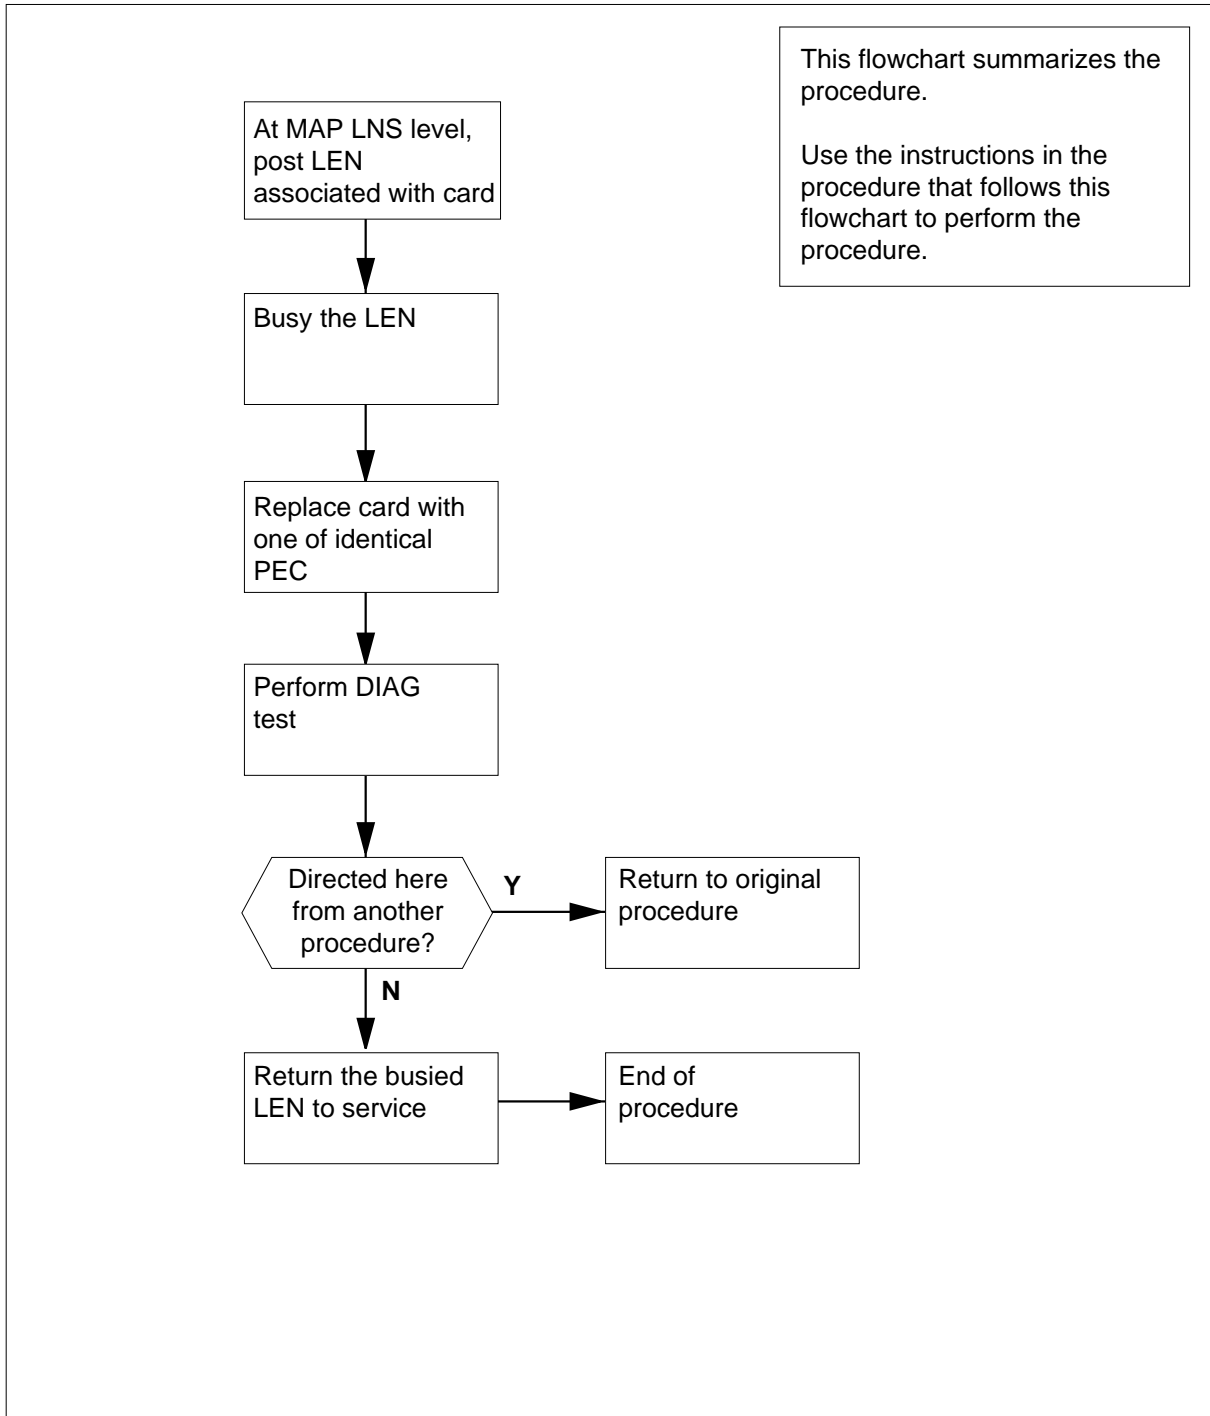 This flowchart summarizes the
procedure.
Use the instructions in the
procedure that follows this
flowchart to perform the
procedure.
At MAP LNS level,
post LEN
associated with card
Busy the LEN
Replace card with
one of identical
PEC
Perform DIAG
test
Directed here
from another
procedure?
Y
Return to original
procedure
N
Return the busied
LEN to service
End of
procedure